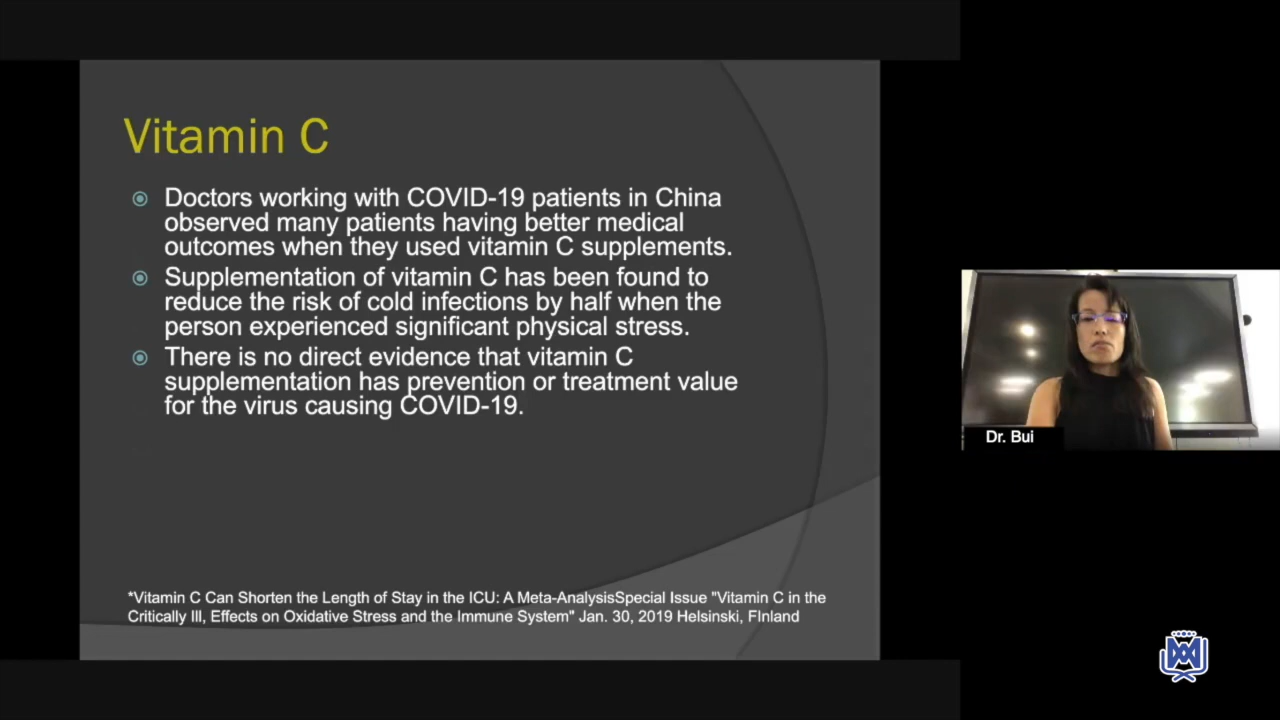 Vitamin C
Doctors working with COVID-19 patients in China
observed many patients having better medical
outcomes when they used vitamin C supplements.
Supplementation of vitamin C has been found to
reduce the risk of cold infections by half when the
person experienced significant physical stress.
There is no direct evidence that vitamin C
supplementation has prevention or treatment value
for the virus causing COVID-19.
*Vitamin C Can Shorten the Length of Stay in the ICU: A Meta-AnalysisSpecial Issue "Vitamin C in the
Critically Ill, Effects on Oxidative Stress and the Immune System" Jan. 30, 2019 Helsinski, FInland
Dr. Bui